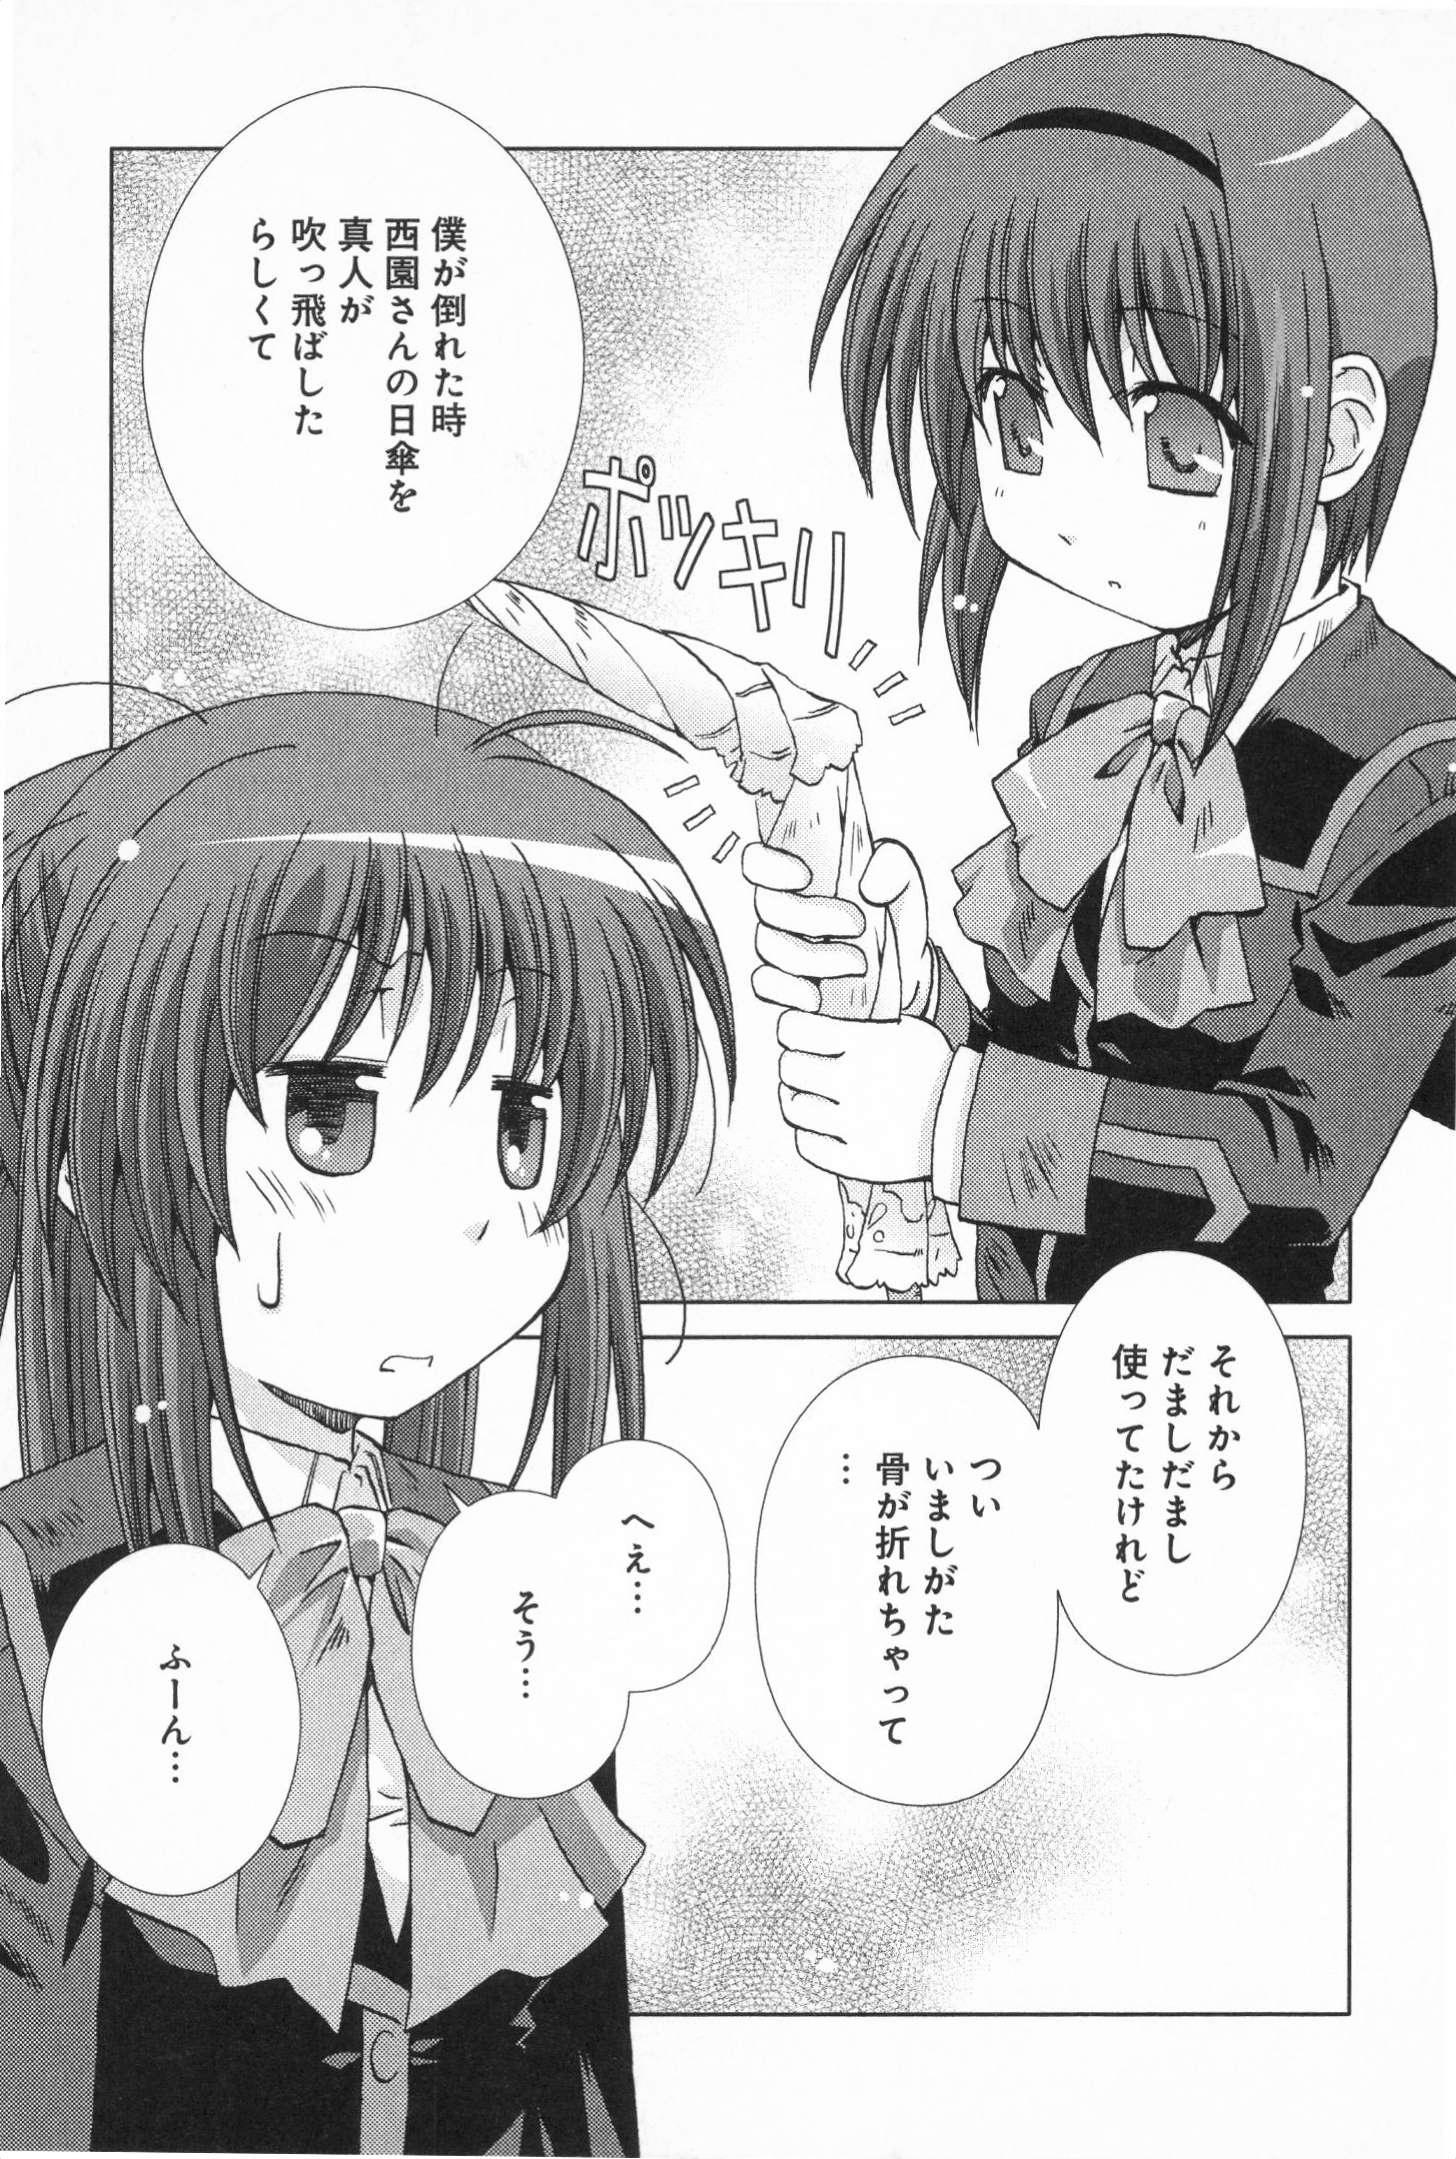 僕が倒れた時
西園さんの日傘を
真人が
吹っ飛ばした
らしくて
ポッキリ
それから
だましだまし
使ってたけれど
つい
いましがた
骨が折れちゃって
…
へぇ…
そう…
ふーん…